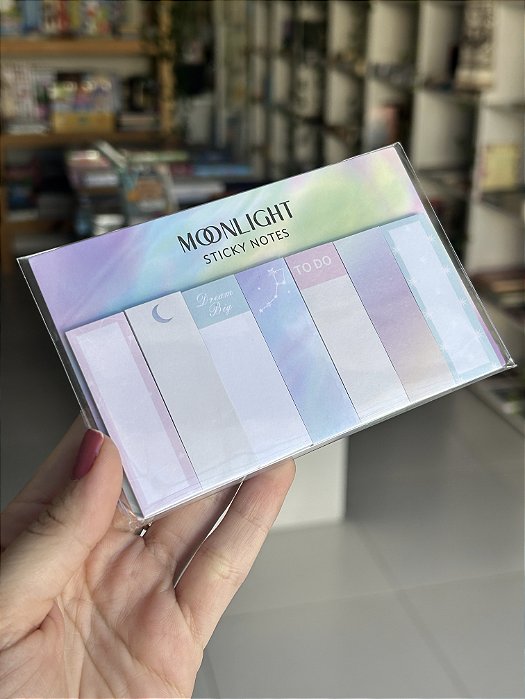 MOONLIGHT
STICKY NOTES
Dream
Big
TO DO